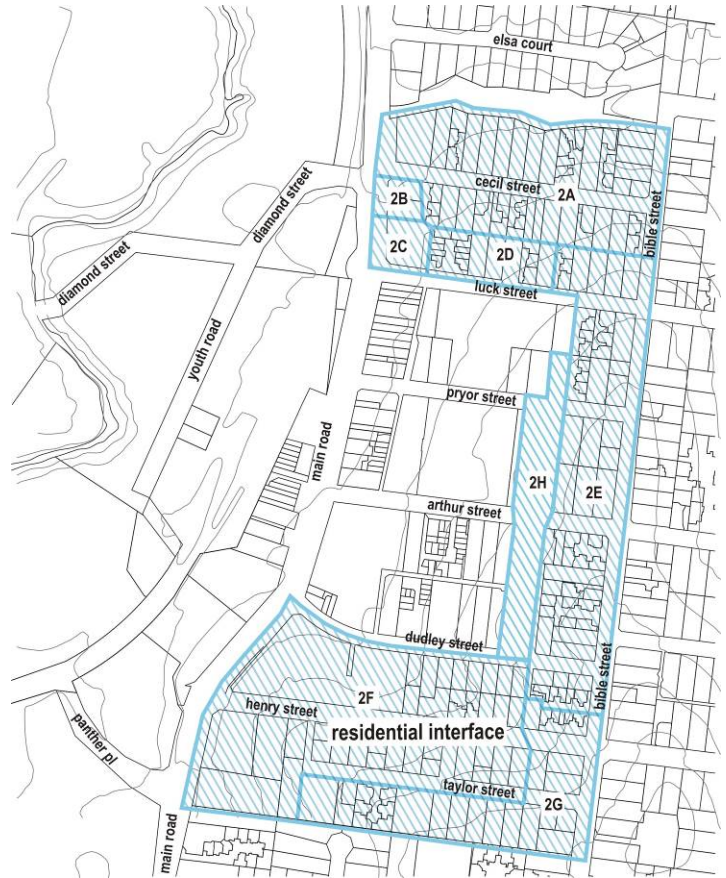 elsa court
cecil street
2A
2B
bible street
diamond street
2C
2D
diamond street
luck street
youth road
pryor street
main road
2H
2E
arthur street
dudley street
2F
bible street
henry street
residential interface
panther pl
taylor street
2G
main road